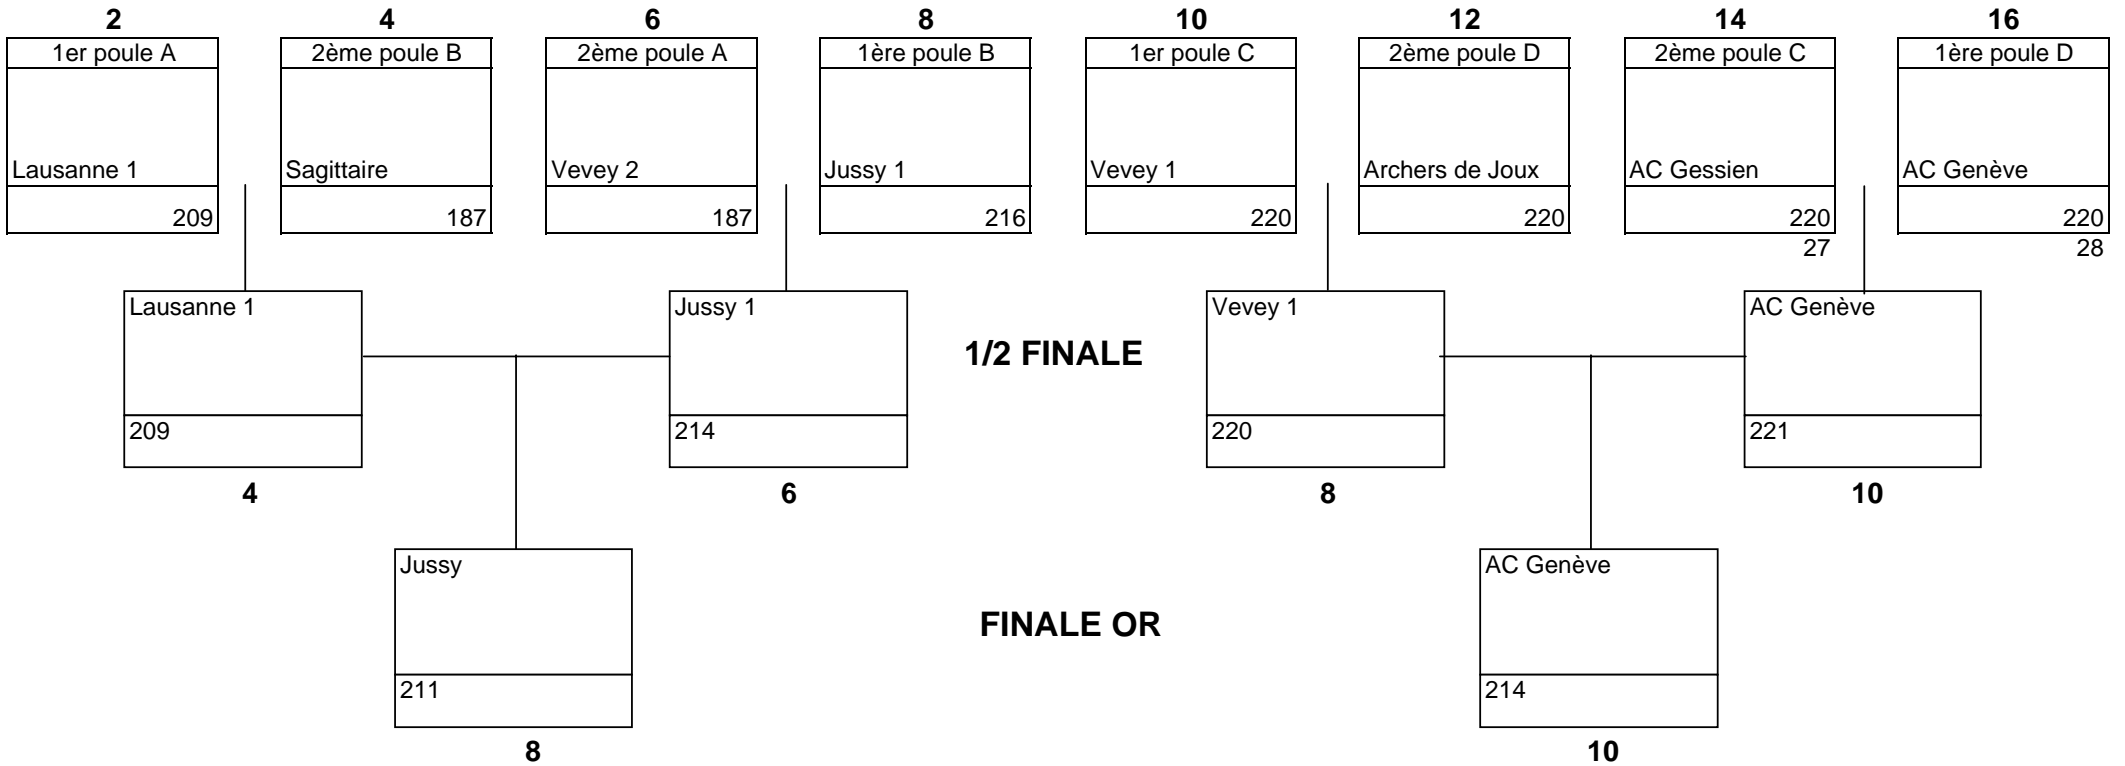 2 4 6 8 10 12 14 16
1er poule A 2ème poule B 2ème poule A 1ère poule B 1er poule C 2ème poule D 2ème poule C 1ère poule D
Lausanne 1 Sagittaire Vevey 2 Jussy 1 Vevey 1 Archers de Joux AC Gessien AC Genève
209 187 187 216 220 220 220 220
27 28
Lausanne 1 Jussy 1 Vevey 1 AC Genève
1/2 FINALE
209 214 220 221
4 6 8 10
Jussy AC Genève
FINALE OR
211 214
8 10